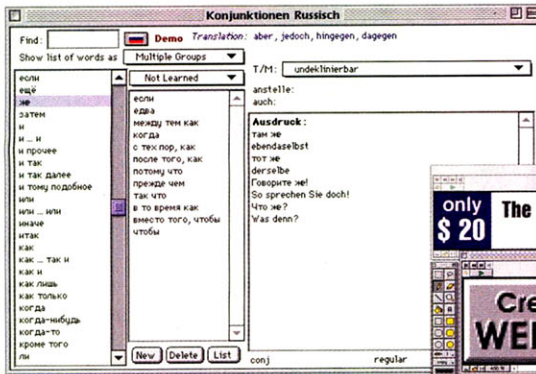 Konjunktionen Russisch
Find:
Demo
Translation: aber, jedoch, hingegen, dagegen
Show list of words as
Multiple Groups
T/M: undeklinierbar
Not Learned
anstelle:
auch:
если
ещё
же
затем
и
и ... и
и прочее
и так
и так далее
и тому подобное
или
или ... или
иначе
итак
как
как ... так и
как и
как лишь
как только
когда
когда-нибудь
когда-то
кроме того
ли
если
едва
между тем как
когда
с тех пор, как
после того, как
потому что
прежде чем
так что
в то время как
вместо того, чтобы
чтобы
New
Delete
List
Ausdruck:
там же
ebendaselbst
тот же
derselbe
Говорите же!
So sprechen Sie doch!
Что же?
Was denn?
conj
regular
only
$ 20
The
Cre
WE